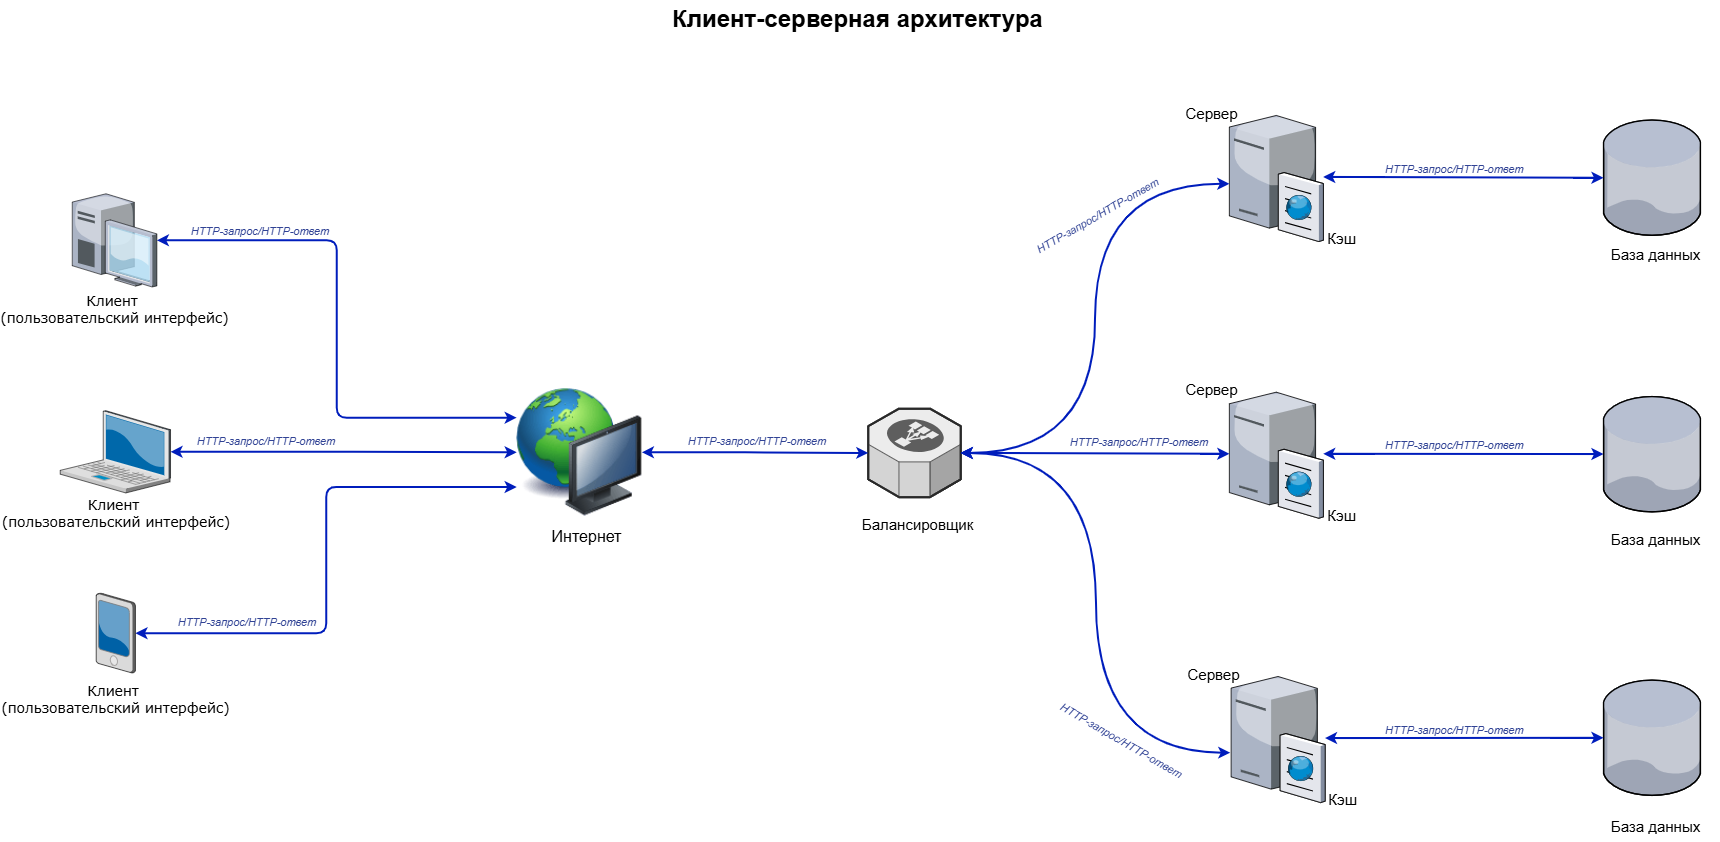 Клиент-серверная архитектура
Сервер
HTTP-запрос/HTTP-ответ
HTTP-запрос/HTTP-ответ
Кэш
База данных
HTTP-запрос/HTTP-ответ
Клиент
(пользовательский интерфейс)
Сервер
HTTP-запрос/HTTP-ответ
HTTP-запрос/HTTP-ответ
HTTP-запрос/HTTP-ответ
HTTP-запрос/HTTP-ответ
Клиент
(пользовательский интерфейс)
Интернет
Балансировщик
Кэш
База данных
HTTP-запрос/HTTP-ответ
Клиент
(пользовательский интерфейс)
Сервер
HTTP-запрос/HTTP-ответ
HTTP-запрос/HTTP-ответ
Кэш
База данных